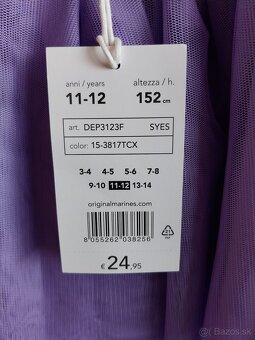 anni / years
altezza / h.
11-12
152 cm
art. DEP3123F SYES
color: 15-3817TCX
3-4 4-5 5-6 7-8
9-10 11-12 13-14
originalmarines.com
8 055262 038256
€ 24,95
bazos.sk